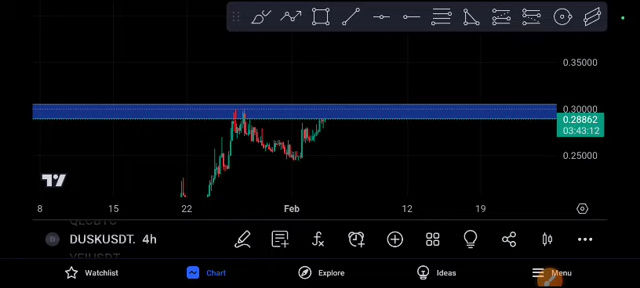 0.35000
0.30000
0.28862
03:43:12
0.25000
8 15 22 Feb 12 19
DUSKUSDT. 4h
Watchlist Chart Explore Ideas Menu